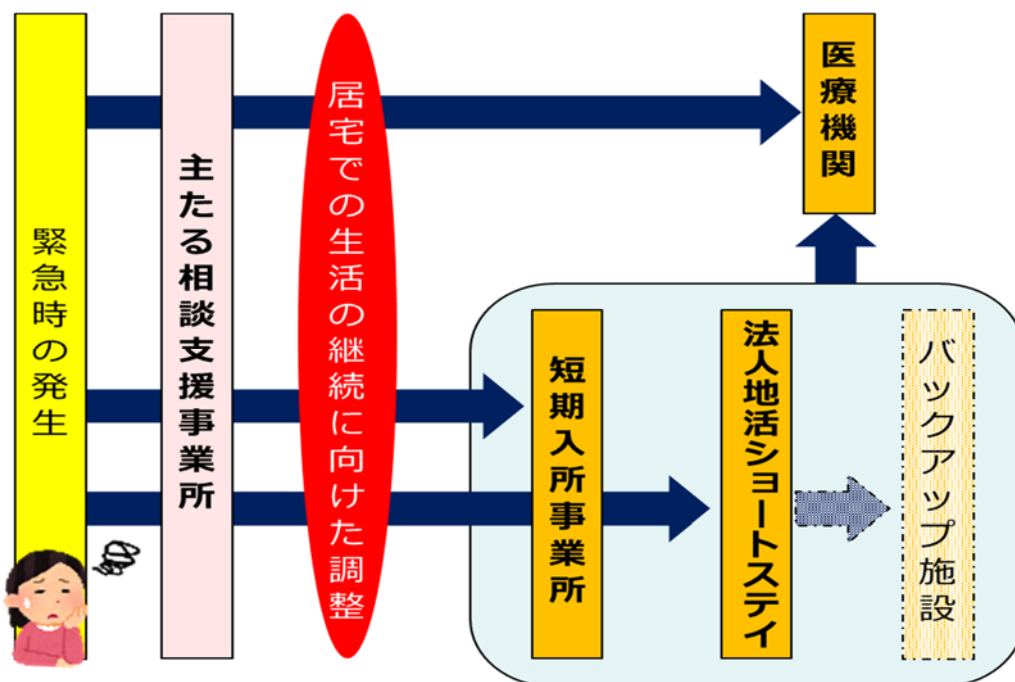 緊急時の発生
主たる相談支援事業所
居宅での生活の継続に向けた調整
医療機関
短期入所事業所
法人地活ショートステイ
バックアップ施設